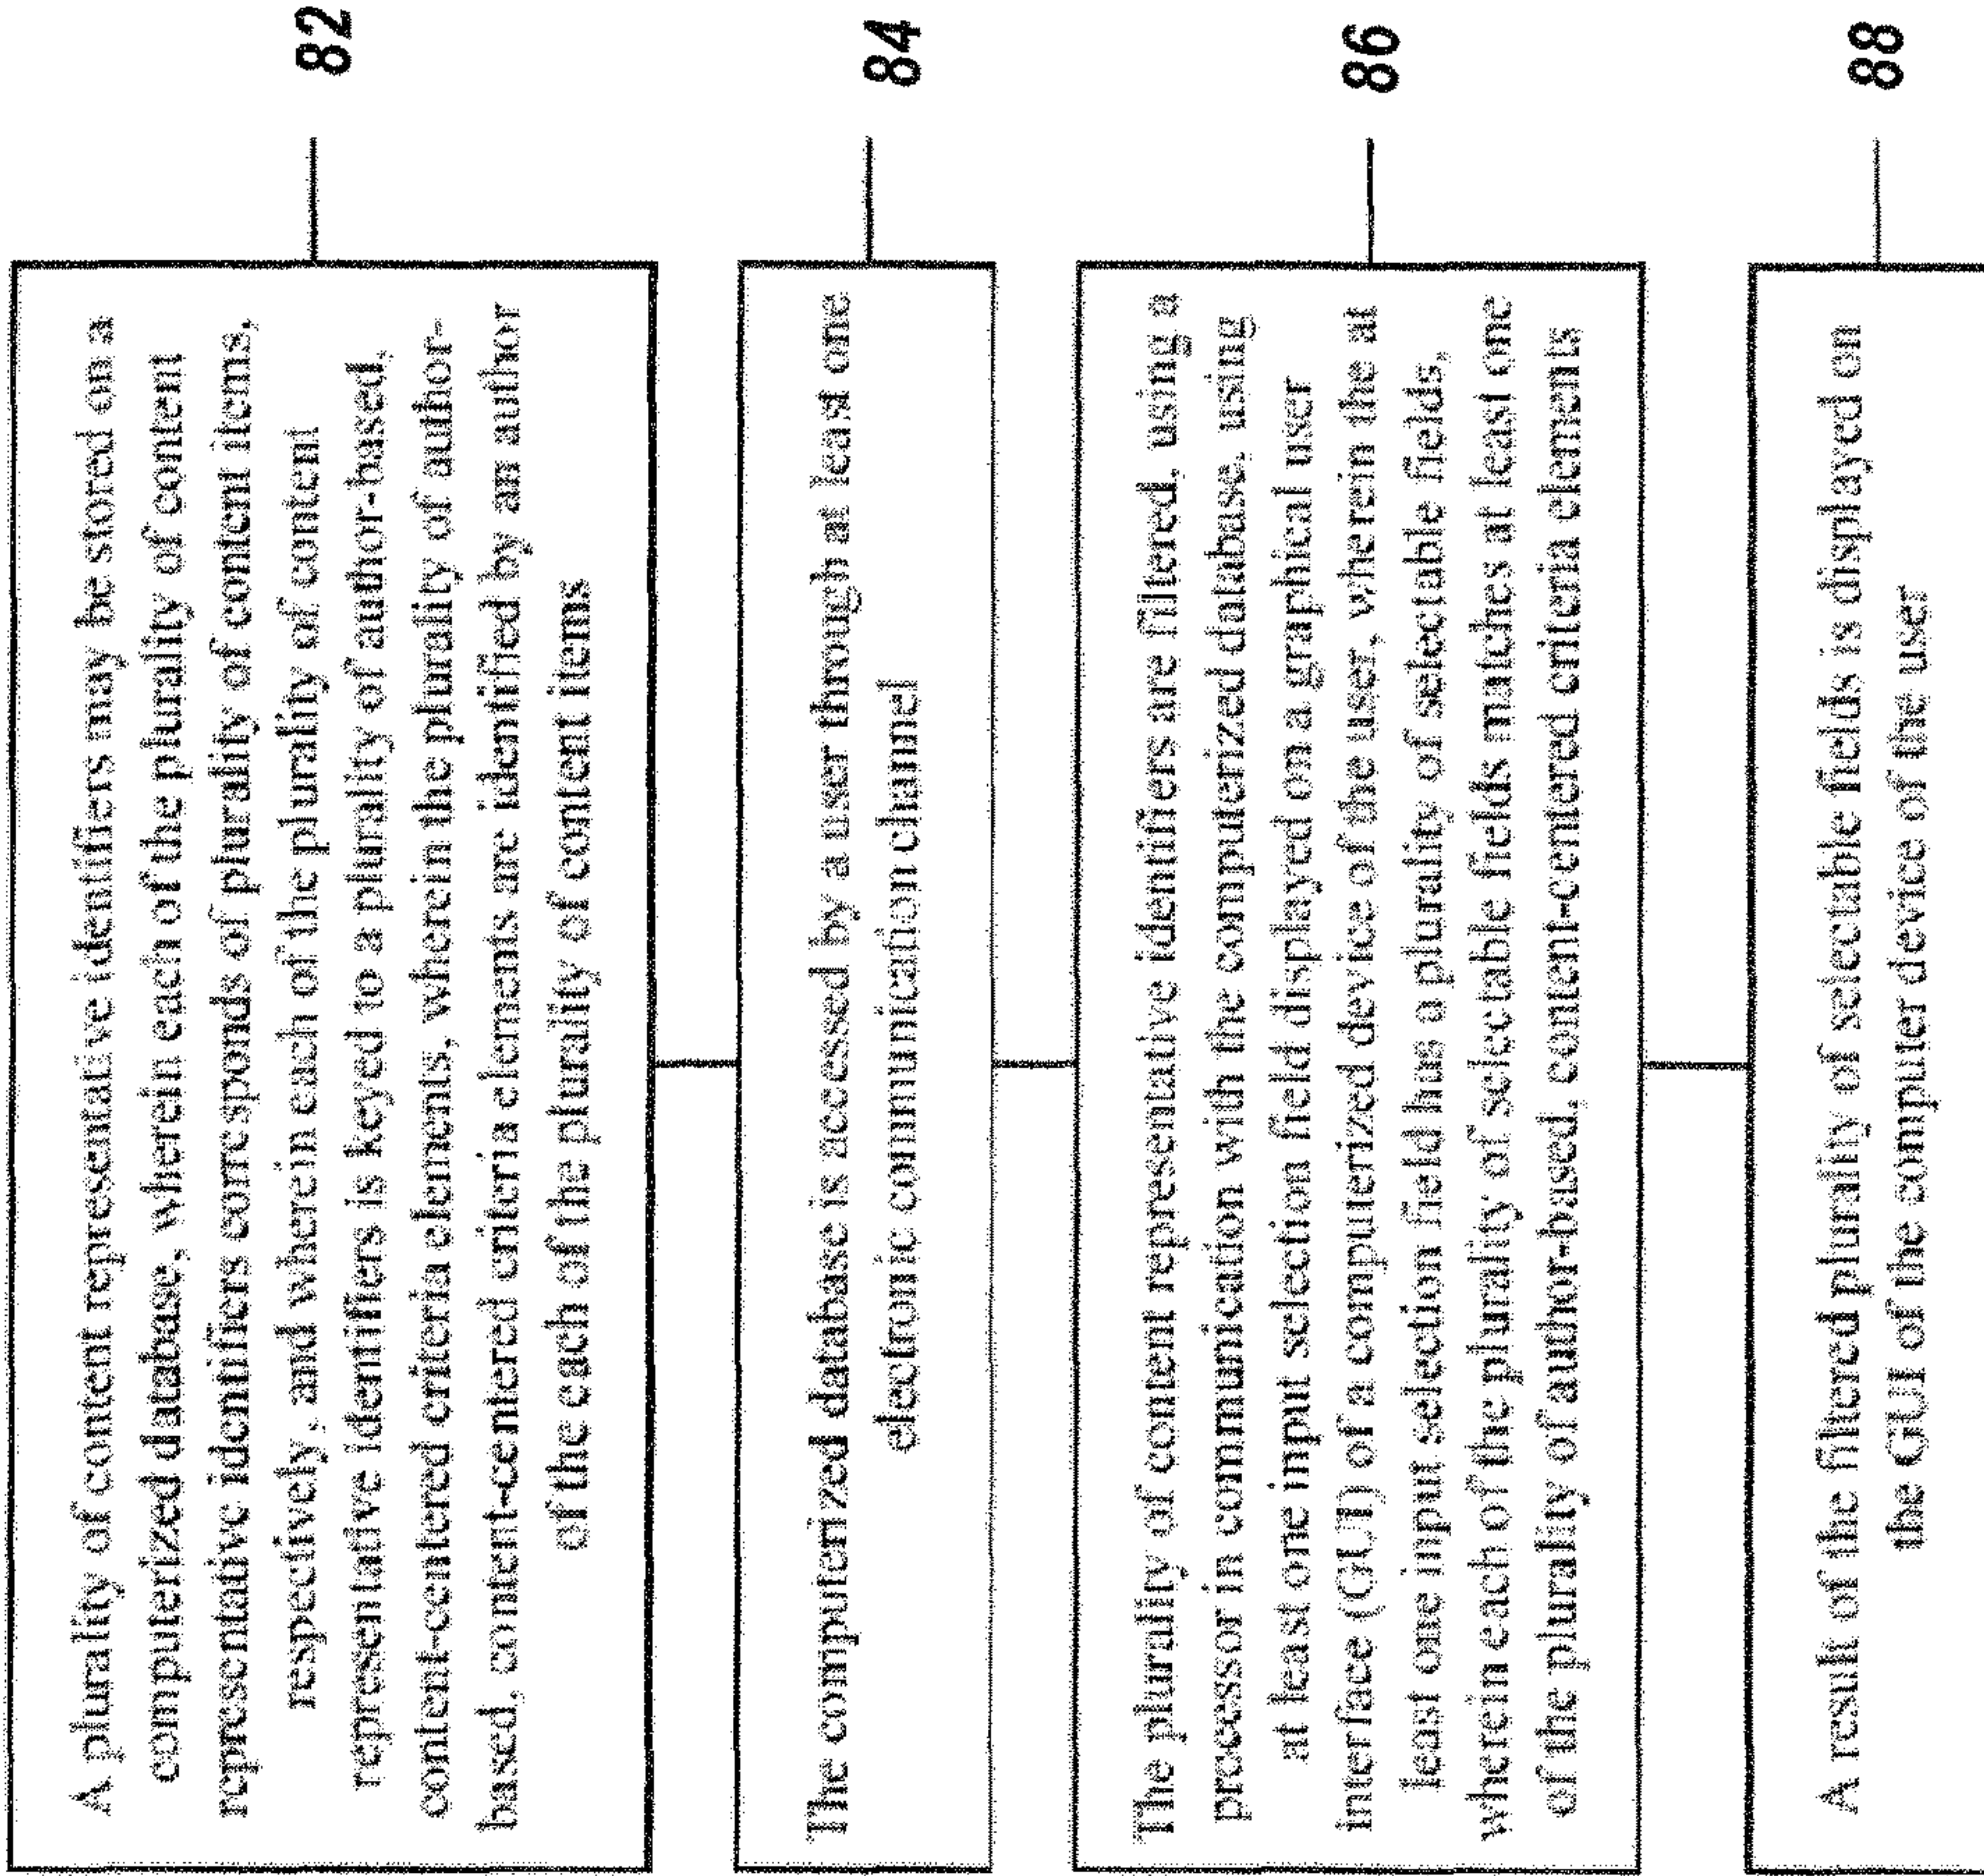 A plurality of content representative identifiers may be stored on a
computerized database, wherein each of the plurality of content
representative identifiers corresponds of plurality of content items,
respectively, and wherein each of the plurality of content
representative identifiers is keyed to a plurality of author-based,
content-centered criteria elements, wherein the plurality of author-
based, content-centered criteria elements are identified by an author
of the each of the plurality of content items
82
The computerized database is accessed by a user through at least one
electronic communication channel
84
The plurality of content representative identifiers are filtered, using a
processor in communication with the computerized database, using
at least one input selection field displayed on a graphical user
interface (GUI) of a computerized device of the user, wherein the at
least one input selection field has a plurality of selectable fields,
wherein each of the plurality of selectable fields matches at least one
of the plurality of author-based, content-centered criteria elements
86
A result of the filtered plurality of selectable fields is displayed on
the GUI of the computer device of the user
88